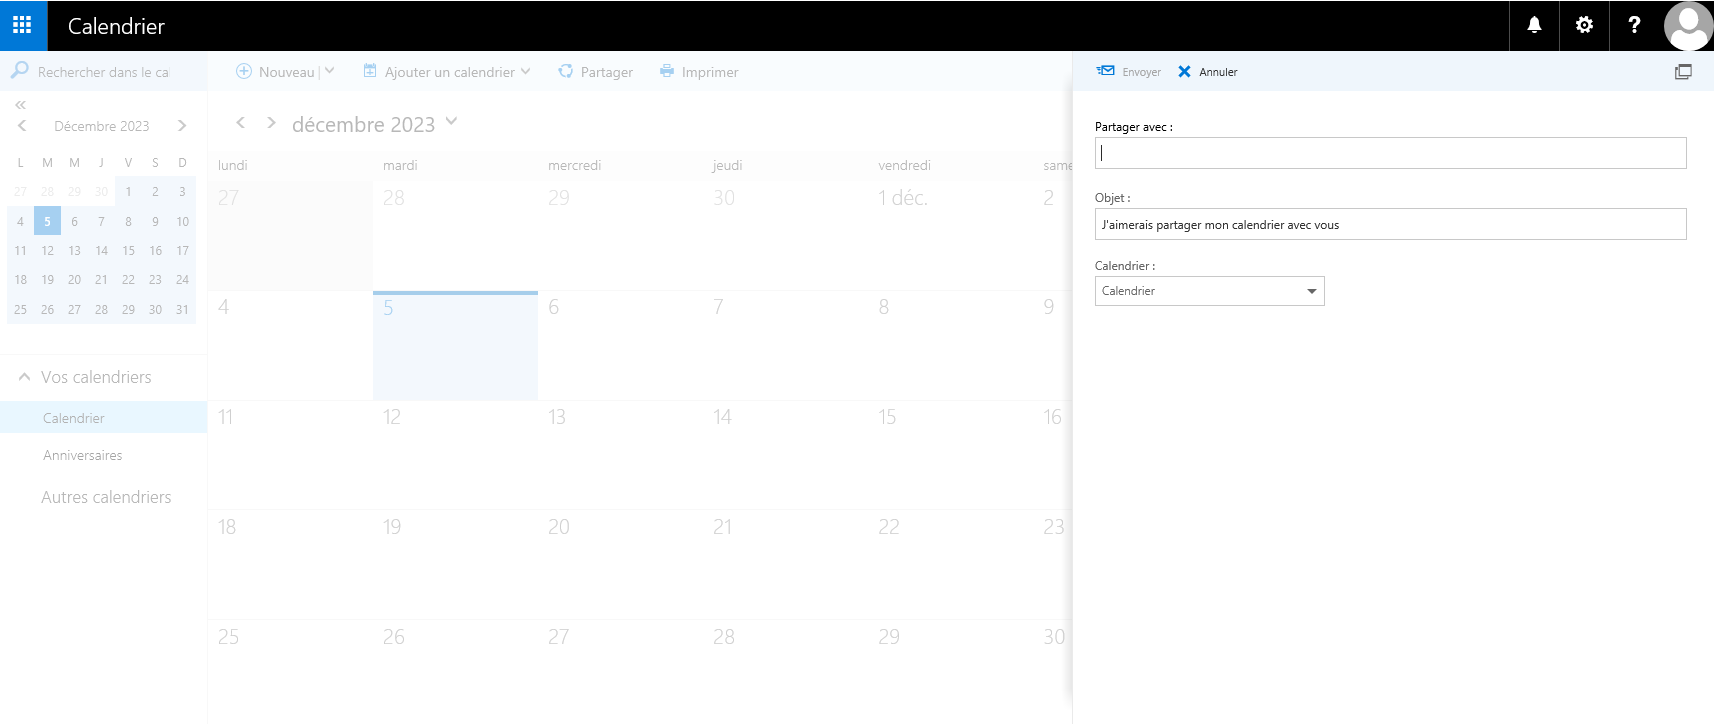 Calendrier
?
Rechercher dans le ca
Nouveau
Ajouter un calendrier
Partager
Imprimer
Envoyer
Annuler
Décembre 2023
L M M J V S D
27 28 29 30 1 2 3
4 5 6 7 8 9 10
11 12 13 14 15 16 17
18 19 20 21 22 23 24
25 26 27 28 29 30 31
Vos calendriers
Calendrier
Anniversaires
Autres calendriers
décembre 2023
lundi mardi mercredi jeudi vendredi same
27 28 29 30 1 déc. 2
4 5 6 7 8 9
11 12 13 14 15 16
18 19 20 21 22 23
25 26 27 28 29 30
Partager avec :
Objet :
J'aimerais partager mon calendrier avec vous
Calendrier :
Calendrier